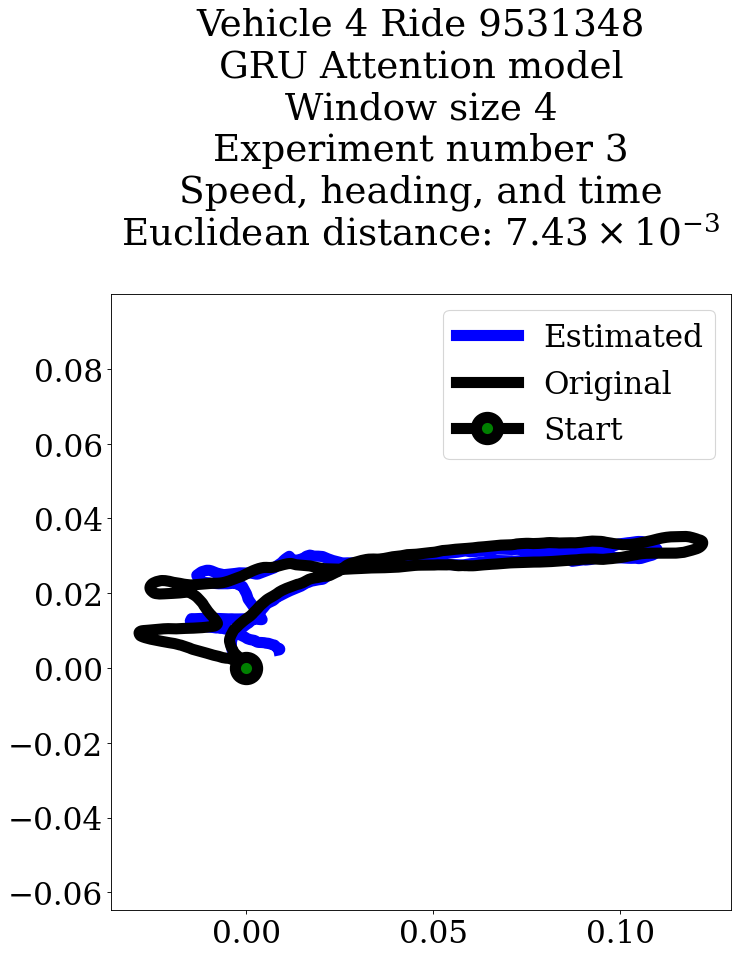 Vehicle 4 Ride 9531348
GRU Attention model
Window size 4
Experiment number 3
Speed, heading, and time
Euclidean distance: 7.43 × 10⁻³
Estimated
Original
Start
0.08
0.06
0.04
0.02
0.00
−0.02
−0.04
−0.06
0.00 0.05 0.10